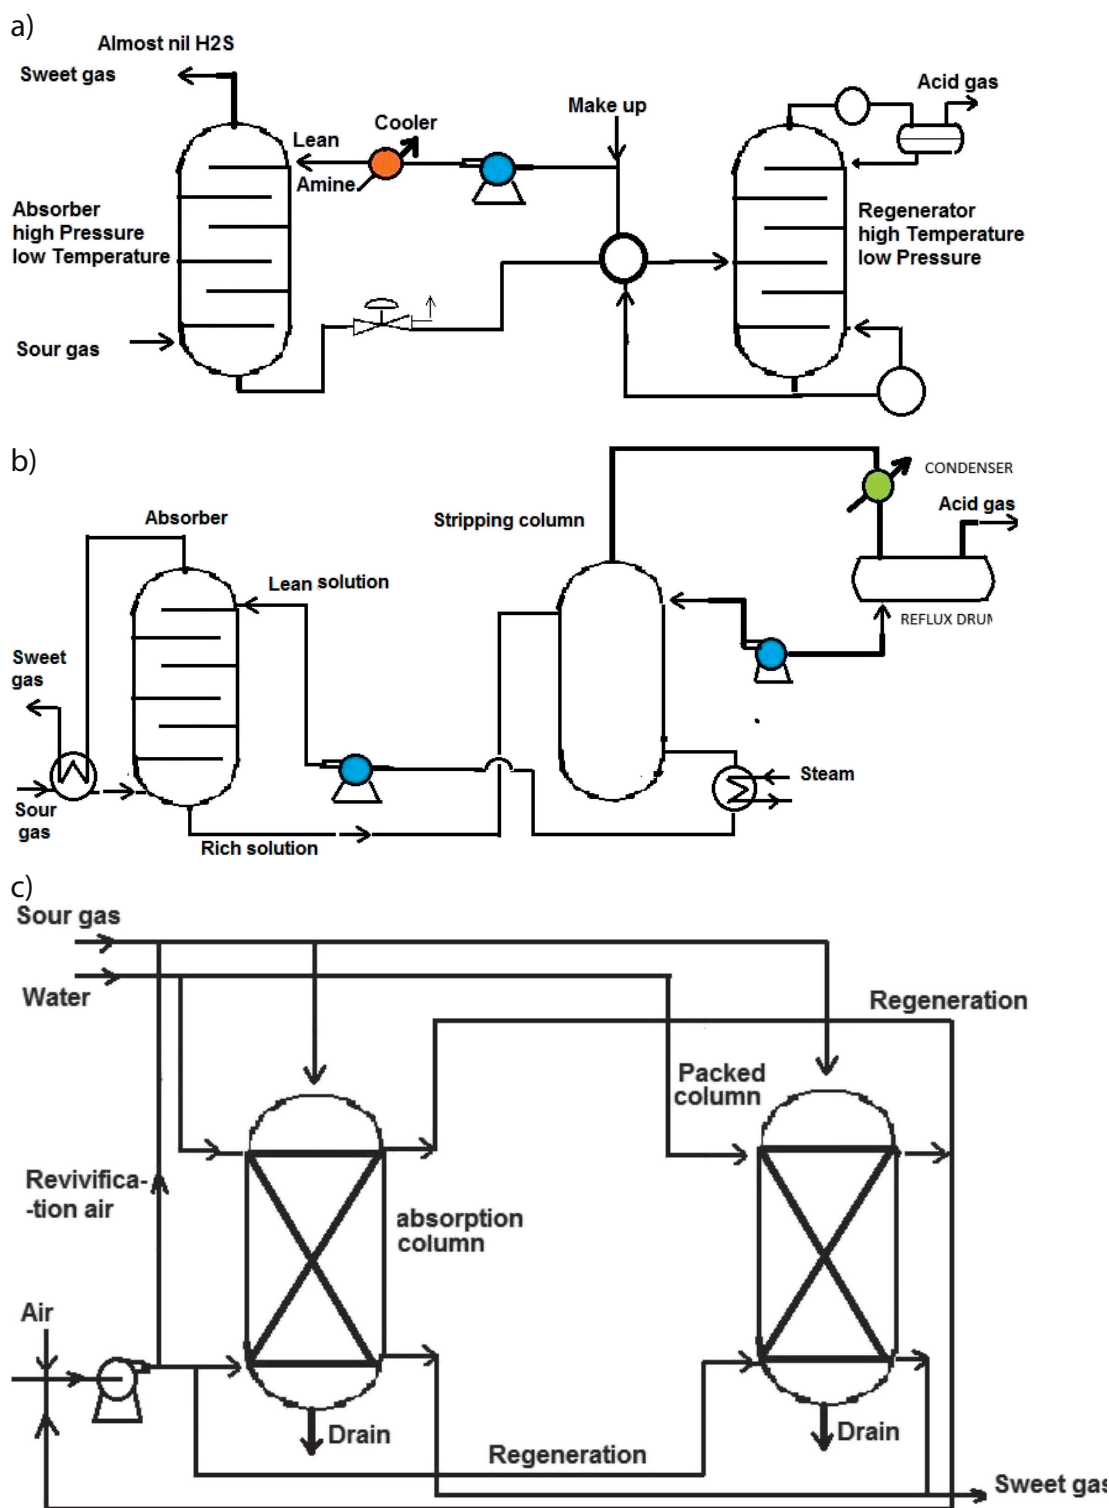 a)
Almost nil H2S
Sweet gas
Lean
Amine
Cooler
Make up
Acid gas
Absorber
high Pressure
low Temperature
Regenerator
high Temperature
low Pressure
Sour gas
b)
CONDENSER
Absorber
Stripping column
Acid gas
Lean solution
REFLUX DRUM
Sweet
gas
Steam
Sour
gas
Rich solution
c)
Sour gas
Water
Regeneration
Packed
column
Revivifica-
-tion air
absorption
column
Air
Drain
Drain
Regeneration
Sweet gas